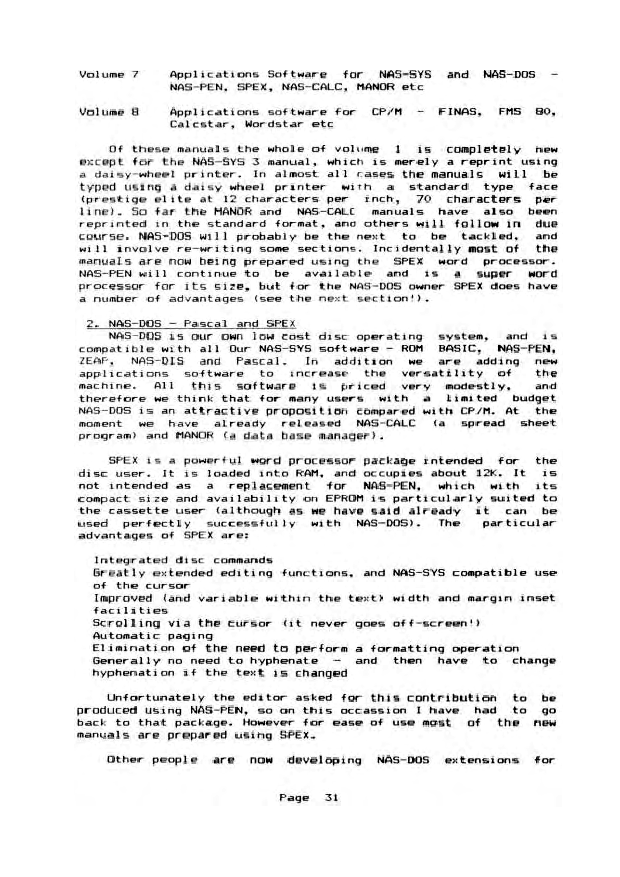 Volume 7 Applications Software for NAS-SYS and NAS-DOS -
NAS-PEN, SPEX, NAS-CALC, MANOR etc
Volume 8 Applications software for CP/M - FINAS, FMS 80,
Calcstar, Wordstar etc
Of these manuals the whole of volume 1 is completely new
except for the NAS-SYS 3 manual, which is merely a reprint using
a daisy-wheel printer. In almost all cases the manuals will be
typed using a daisy wheel printer with a standard type face
(prestige elite at 12 characters per inch, 70 characters per
line). So far the MANOR and NAS-CALC manuals have also been
reprinted in the standard format, and others will follow in due
course. NAS-DOS will probably be the next to be tackled, and
will involve re-writing some sections. Incidentally most of the
manuals are now being prepared using the SPEX word processor.
NAS-PEN will continue to be available and is a super word
processor for its size, but for the NAS-DOS owner SPEX does have
a number of advantages (see the next section!).
2. NAS-DOS - Pascal and SPEX
NAS-DOS is our own low cost disc operating system, and is
compatible with all Our NAS-SYS software - ROM BASIC, NAS-PEN,
ZEAP, NAS-DIS and Pascal. In addition we are adding new
applications software to increase the versatility of the
machine. All this software is priced very modestly, and
therefore we think that for many users with a limited budget
NAS-DOS is an attractive proposition compared with CP/M. At the
moment we have already released NAS-CALC (a spread sheet
program) and MANOR (a data base manager).
SPEX is a powerful word processor package intended for the
disc user. It is loaded into RAM, and occupies about 12K. It is
not intended as a replacement for NAS-PEN, which with its
compact size and availability on EPROM is particularly suited to
the cassette user (although as we have said already it can be
used perfectly successfully with NAS-DOS). The particular
advantages of SPEX are:
Integrated disc commands
Greatly extended editing functions, and NAS-SYS compatible use
of the cursor
Improved (and variable within the text) width and margin inset
facilities
Scrolling via the cursor (it never goes off-screen!)
Automatic paging
Elimination of the need to perform a formatting operation
Generally no need to hyphenate - and then have to change
hyphenation if the text is changed
Unfortunately the editor asked for this contribution to be
produced using NAS-PEN, so on this occassion I have had to go
back to that package. However for ease of use most of the new
manuals are prepared using SPEX.
Other people are now developing NAS-DOS extensions for
Page 31